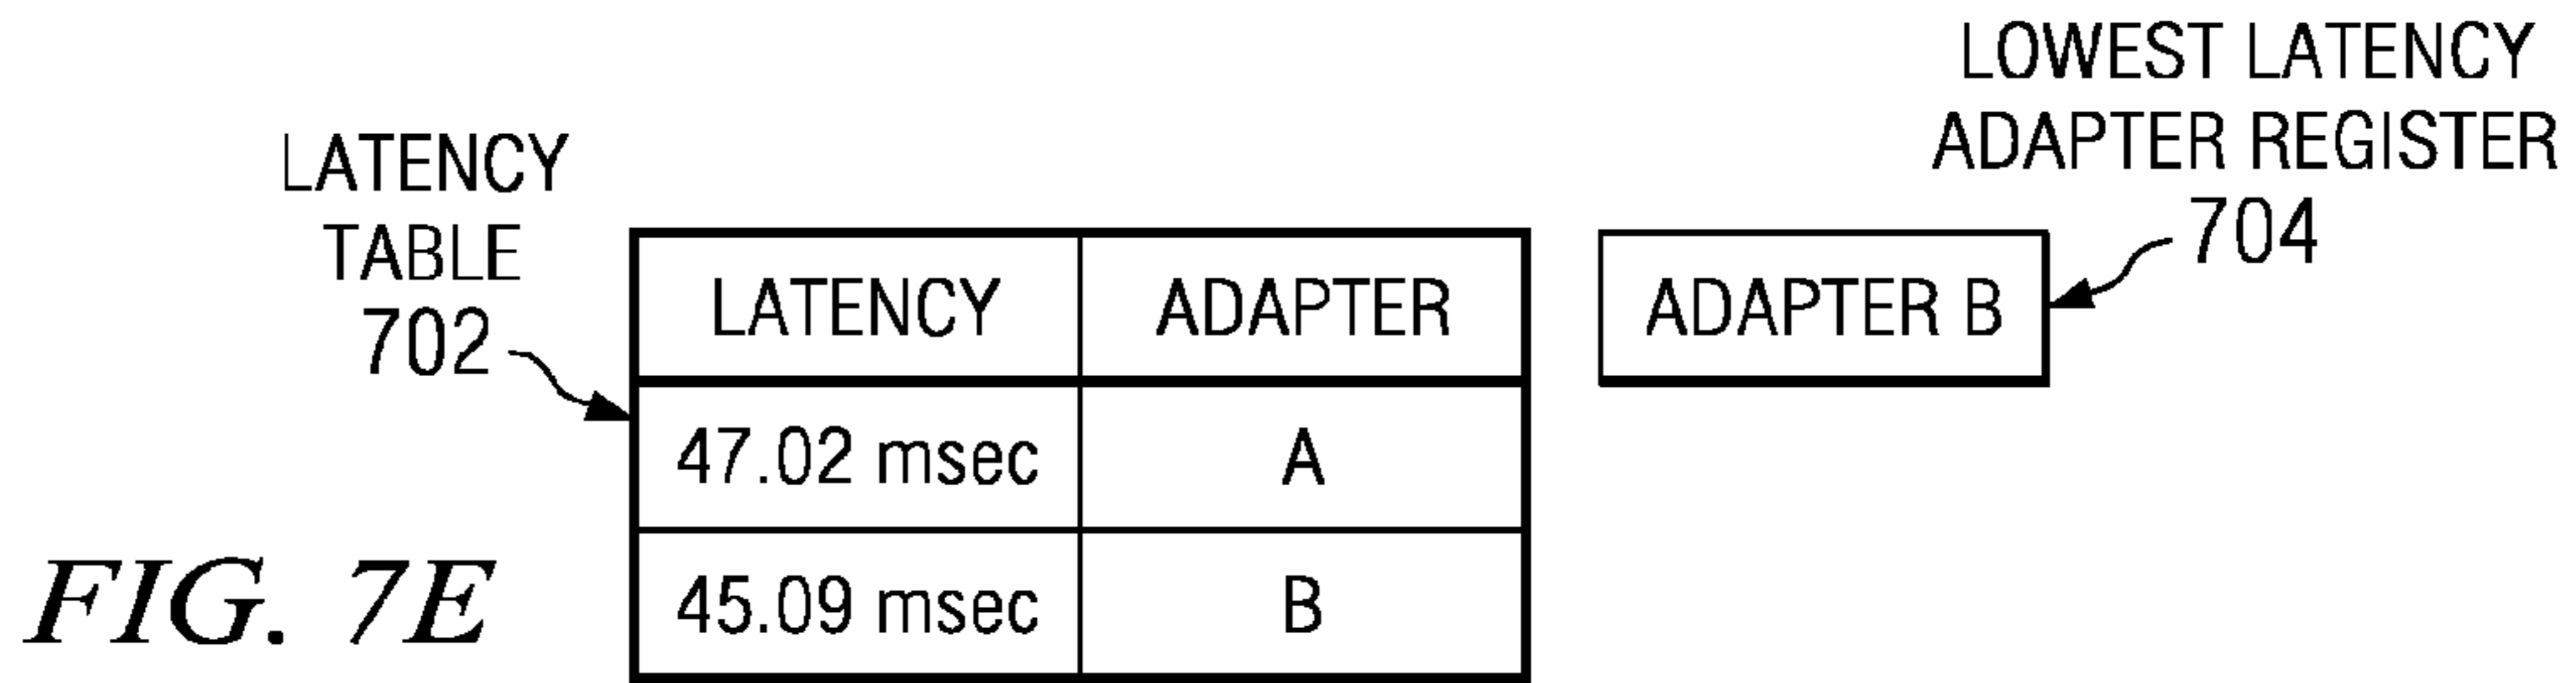 LOWEST LATENCY
ADAPTER REGISTER
704
LATENCY
TABLE
702
LATENCY ADAPTER
47.02 msec A
45.09 msec B
ADAPTER B
FIG. 7E